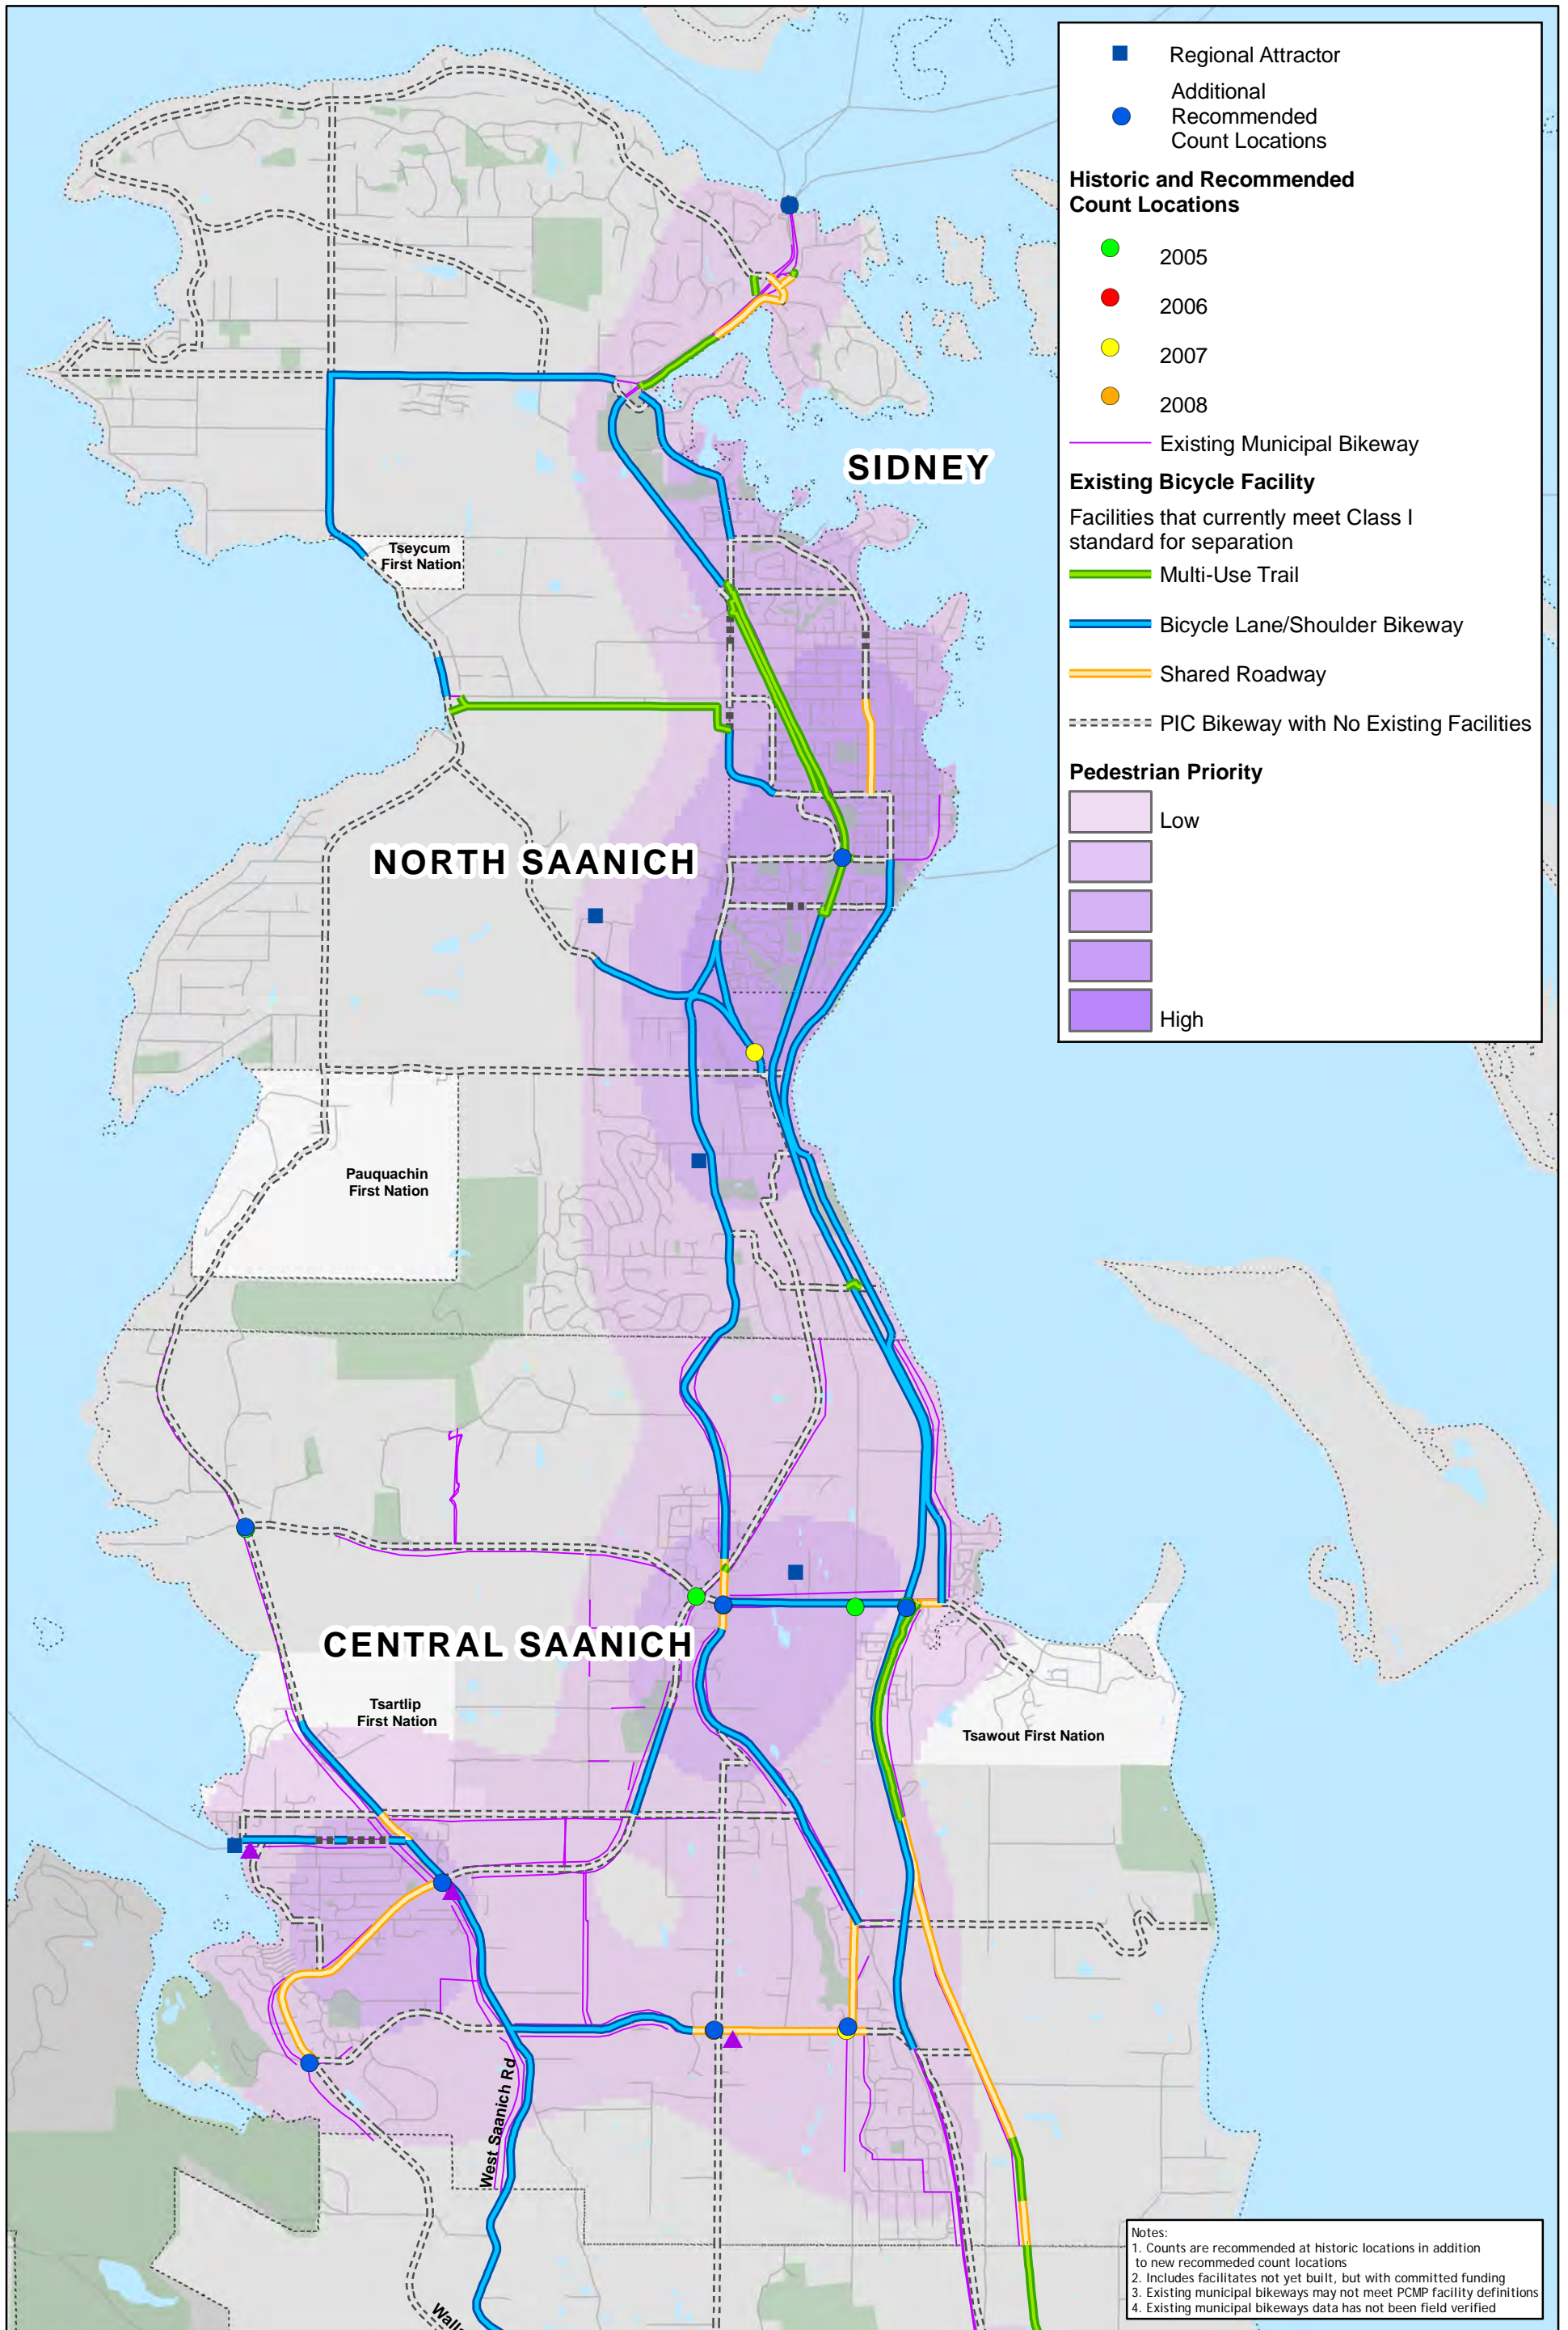 Regional Attractor
Additional
Recommended
Count Locations
Historic and Recommended
Count Locations
2005
2006
2007
2008
Existing Municipal Bikeway
Existing Bicycle Facility
Facilities that currently meet Class I
standard for separation
Multi-Use Trail
Bicycle Lane/Shoulder Bikeway
Shared Roadway
PIC Bikeway with No Existing Facilities
Pedestrian Priority
Low
High
SIDNEY
Tseycum
First Nation
NORTH SAANICH
Pauquachin
First Nation
CENTRAL SAANICH
Tsartlip
First Nation
Tsawout First Nation
West Saanich Rd
Wall
Notes:
1. Counts are recommended at historic locations in addition
to new recommeded count locations
2. Includes facilitates not yet built, but with committed funding
3. Existing municipal bikeways may not meet PCMP facility definitions
4. Existing municipal bikeways data has not been field verified